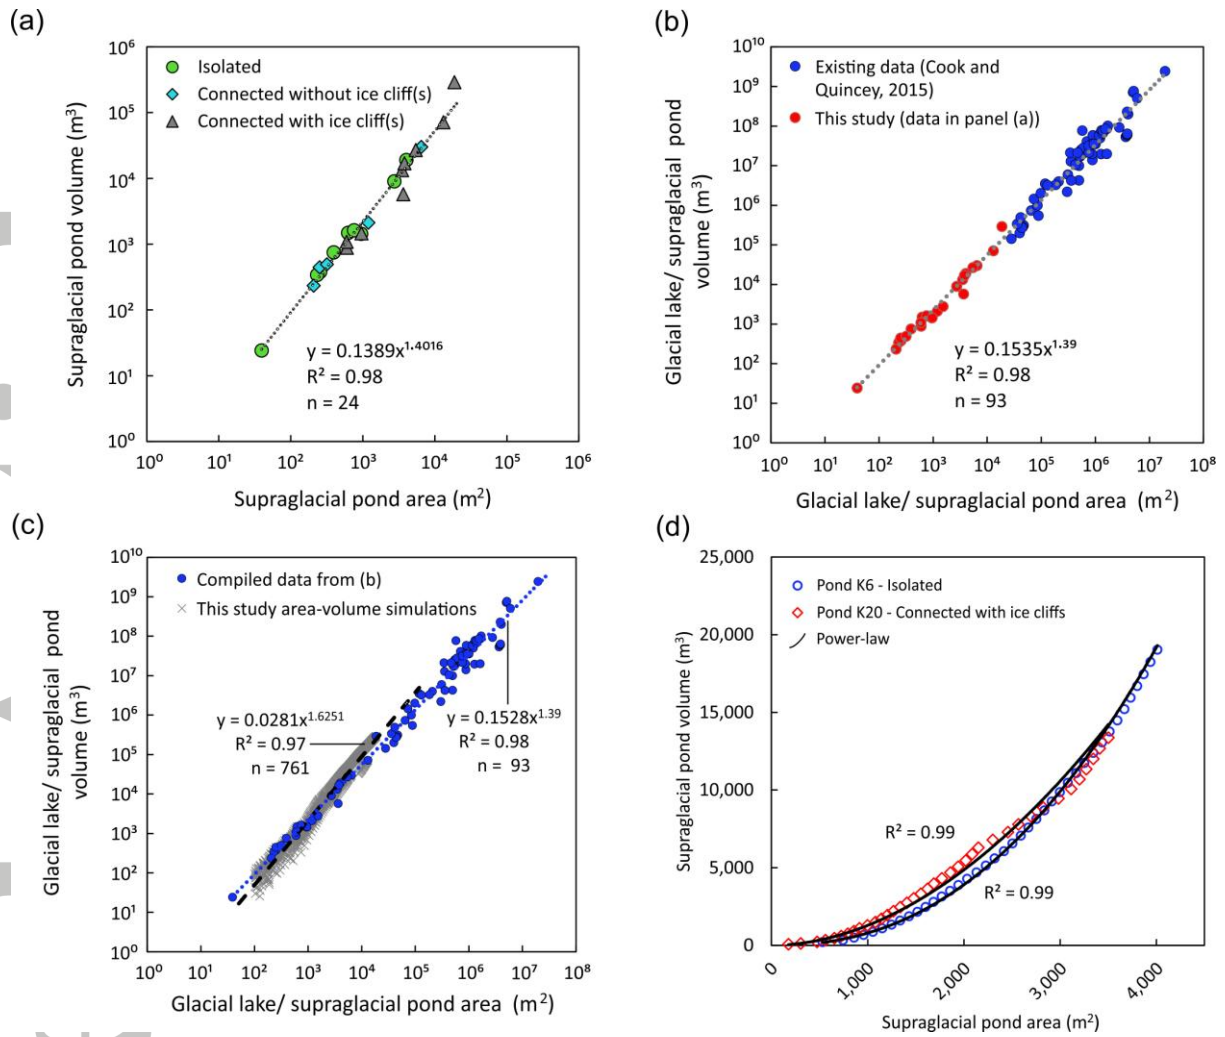 (a)
10⁶
10⁵
10⁴
10³
10²
10¹
10⁰
Supraglacial pond volume (m³)
Isolated
Connected without ice cliff(s)
Connected with ice cliff(s)
y = 0.1389x¹·⁴⁰¹⁶
R² = 0.98
n = 24
10⁰ 10² 10³ 10⁴ 10⁵ 10⁶
Supraglacial pond area (m²)
(b)
10¹⁰
10⁹
10⁸
10⁷
10⁶
10⁵
10⁴
10³
10²
10¹
10⁰
Glacial lake/ supraglacial pond
volume (m³)
Existing data (Cook and
Quincey, 2015)
This study (data in panel (a))
y = 0.1535x¹·³⁹
R² = 0.98
n = 93
10⁰ 10¹ 10² 10³ 10⁴ 10⁵ 10⁶ 10⁷ 10⁸
Glacial lake/ supraglacial pond area (m²)
(c)
10¹⁰
10⁹
10⁸
10⁷
10⁶
10⁵
10⁴
10³
10²
10¹
10⁰
Glacial lake/ supraglacial pond
volume (m³)
Compiled data from (b)
This study area-volume simulations
y = 0.0281x¹·⁶²⁵¹
R² = 0.97
n = 761
y = 0.1528x¹·³⁹
R² = 0.98
n = 93
10⁰ 10¹ 10² 10³ 10⁴ 10⁵ 10⁶ 10⁷ 10⁸
Glacial lake/ supraglacial pond area (m²)
(d)
25,000
20,000
15,000
10,000
5,000
0
Supraglacial pond volume (m³)
Pond K6 - Isolated
Pond K20 - Connected with ice cliffs
Power-law
R² = 0.99
R² = 0.99
0 1,000 2,000 3,000 4,000
Supraglacial pond area (m²)